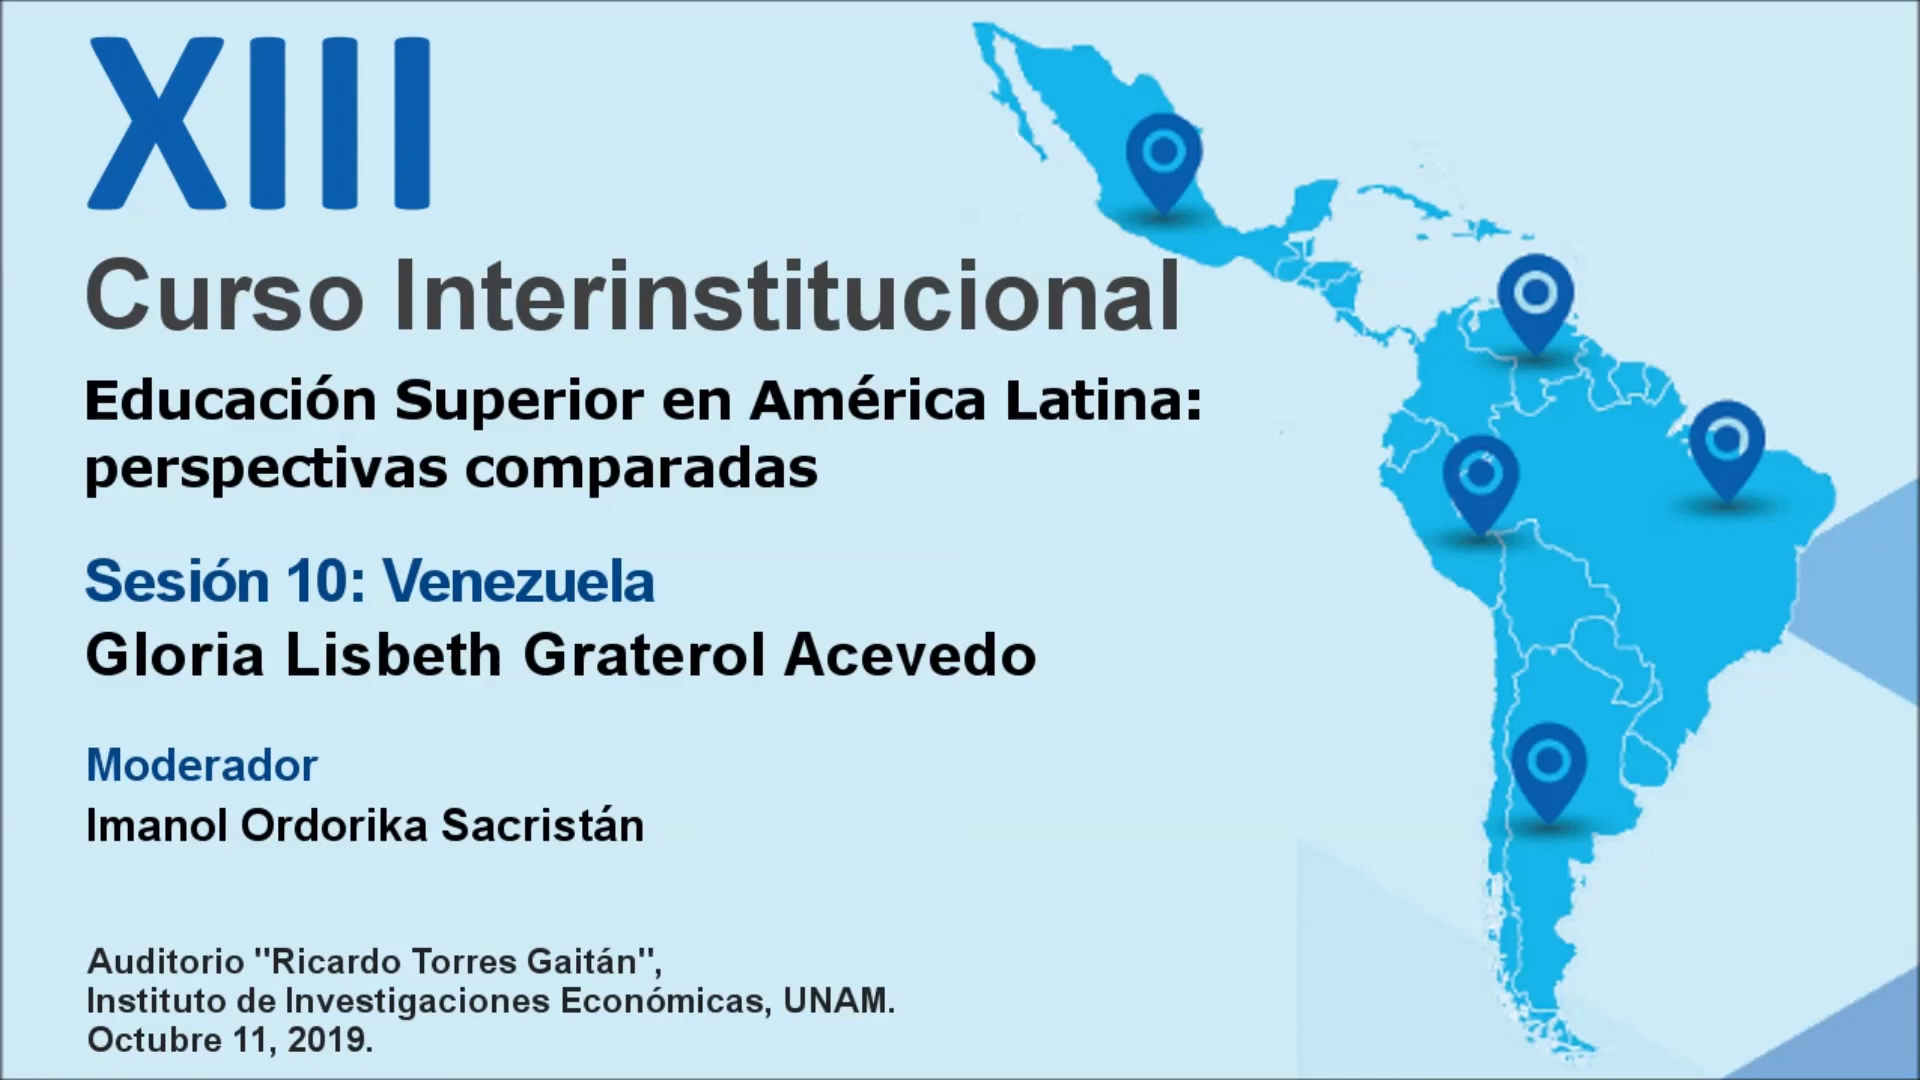 XIII
Curso Interinstitucional
Educación Superior en América Latina:
perspectivas comparadas
Sesión 10: Venezuela
Gloria Lisbeth Graterol Acevedo
Moderador
Imanol Ordorika Sacristán
Auditorio "Ricardo Torres Gaitán",
Instituto de Investigaciones Económicas, UNAM.
Octubre 11, 2019.